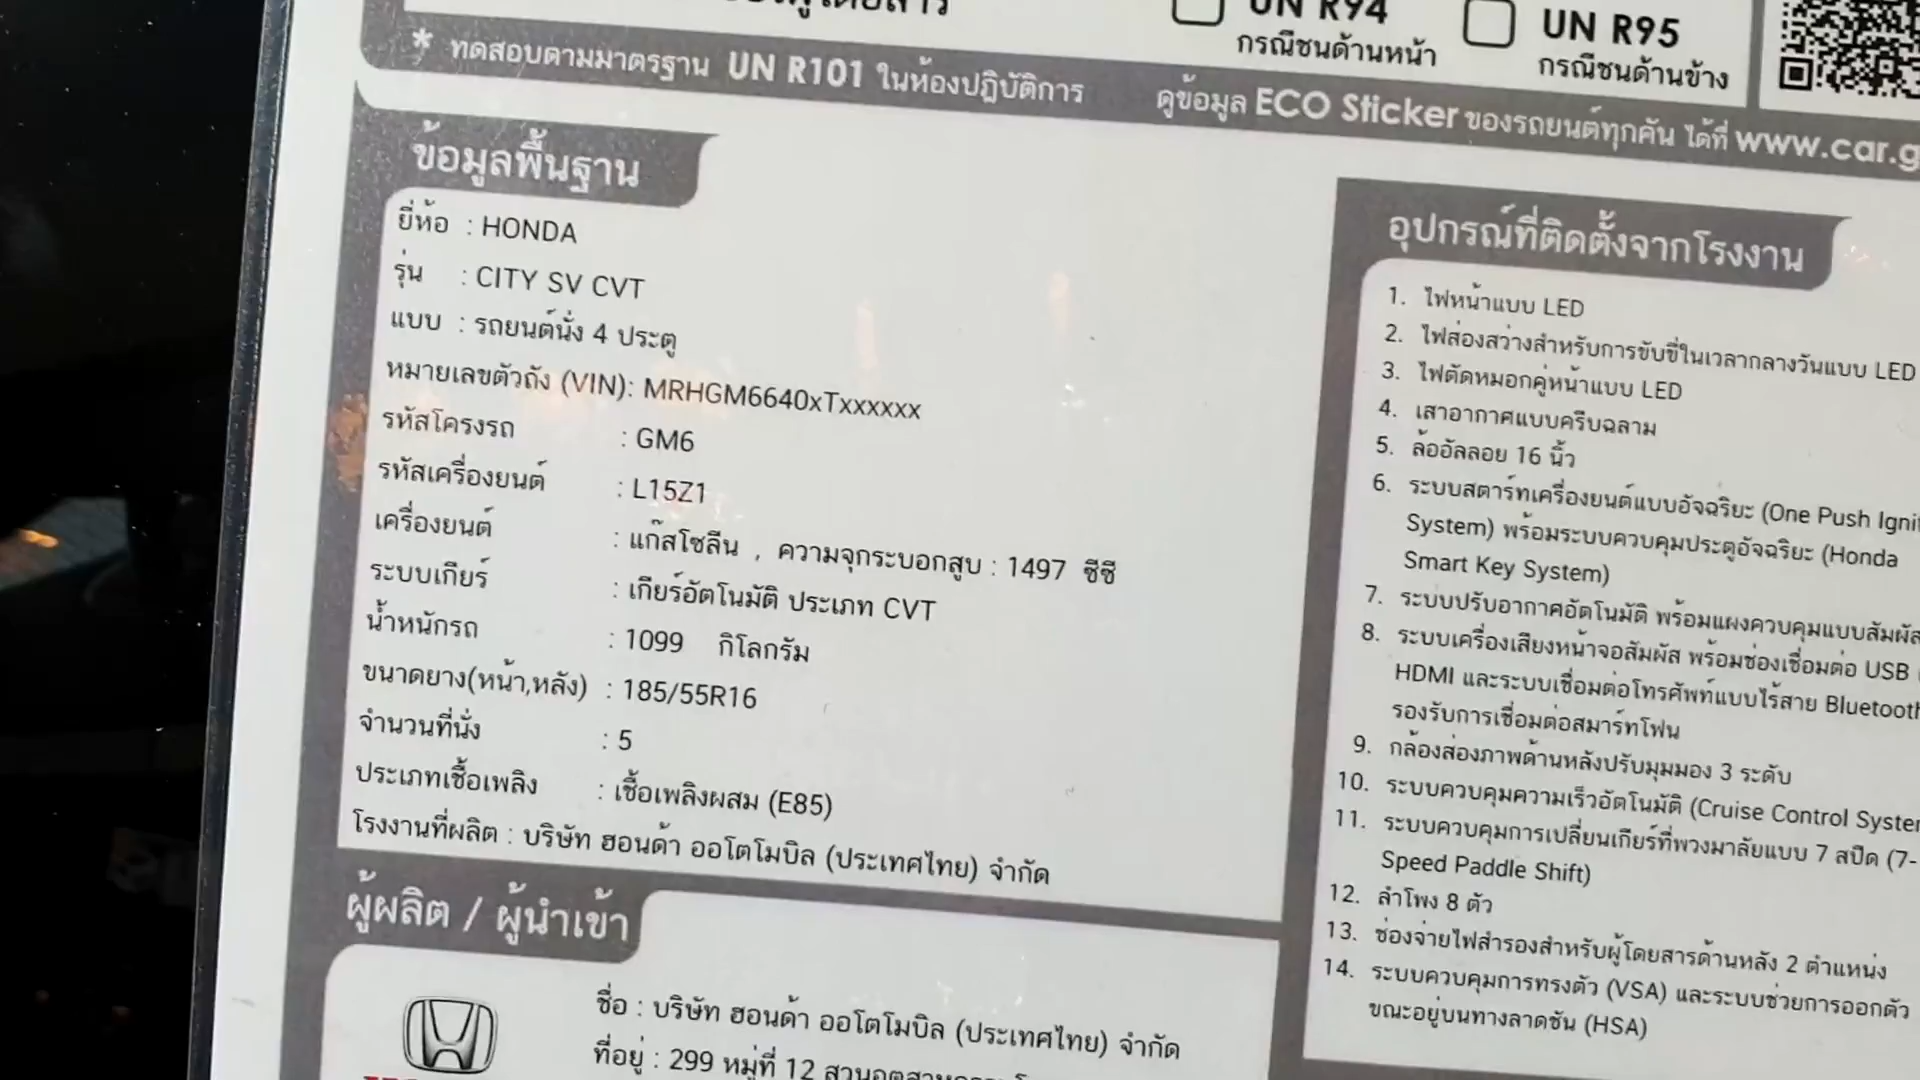 UN R94
กรณีชนด้านหน้า
UN R95
กรณีชนด้านข้าง
* ทดสอบตามมาตรฐาน UN R101 ในห้องปฏิบัติการ
ดูข้อมูล ECO Sticker ของรถยนต์ทุกคัน ได้ที่ www.car.g
ข้อมูลพื้นฐาน
ยี่ห้อ : HONDA
รุ่น : CITY SV CVT
แบบ : รถยนต์นั่ง 4 ประตู
หมายเลขตัวถัง (VIN): MRHGM6640xTxxxxxx
รหัสโครงรถ : GM6
รหัสเครื่องยนต์ : L15Z1
เครื่องยนต์ : แก๊สโซลีน , ความจุกระบอกสูบ : 1497 ซีซี
ระบบเกียร์ : เกียร์อัตโนมัติ ประเภท CVT
น้ำหนักรถ : 1099 กิโลกรัม
ขนาดยาง(หน้า,หลัง) : 185/55R16
จำนวนที่นั่ง : 5
ประเภทเชื้อเพลิง : เชื้อเพลิงผสม (E85)
โรงงานที่ผลิต : บริษัท ฮอนด้า ออโตโมบิล (ประเทศไทย) จำกัด
ผู้ผลิต / ผู้นำเข้า
ชื่อ : บริษัท ฮอนด้า ออโตโมบิล (ประเทศไทย) จำกัด
ที่อยู่ : 299 หมู่ที่ 12
อุปกรณ์ที่ติดตั้งจากโรงงาน
1. ไฟหน้าแบบ LED
2. ไฟส่องสว่างสำหรับการขับขี่ในเวลากลางวันแบบ LED
3. ไฟตัดหมอกคู่หน้าแบบ LED
4. เสาอากาศแบบครีบฉลาม
5. ล้ออัลลอย 16 นิ้ว
6. ระบบสตาร์ทเครื่องยนต์แบบอัจฉริยะ (One Push Ignit
System) พร้อมระบบควบคุมประตูอัจฉริยะ (Honda
Smart Key System)
7. ระบบปรับอากาศอัตโนมัติ พร้อมแผงควบคุมแบบสัมผัส
8. ระบบเครื่องเสียงหน้าจอสัมผัส พร้อมช่องเชื่อมต่อ USB
HDMI และระบบเชื่อมต่อโทรศัพท์แบบไร้สาย Bluetooth
รองรับการเชื่อมต่อสมาร์ทโฟน
9. กล้องส่องภาพด้านหลังปรับมุมมอง 3 ระดับ
10. ระบบควบคุมความเร็วอัตโนมัติ (Cruise Control System
11. ระบบควบคุมการเปลี่ยนเกียร์ที่พวงมาลัยแบบ 7 สปีด (7-
Speed Paddle Shift)
12. ลำโพง 8 ตัว
13. ช่องจ่ายไฟสำรองสำหรับผู้โดยสารด้านหลัง 2 ตำแหน่ง
14. ระบบควบคุมการทรงตัว (VSA) และระบบช่วยการออกตัว
ขณะอยู่บนทางลาดชัน (HSA)